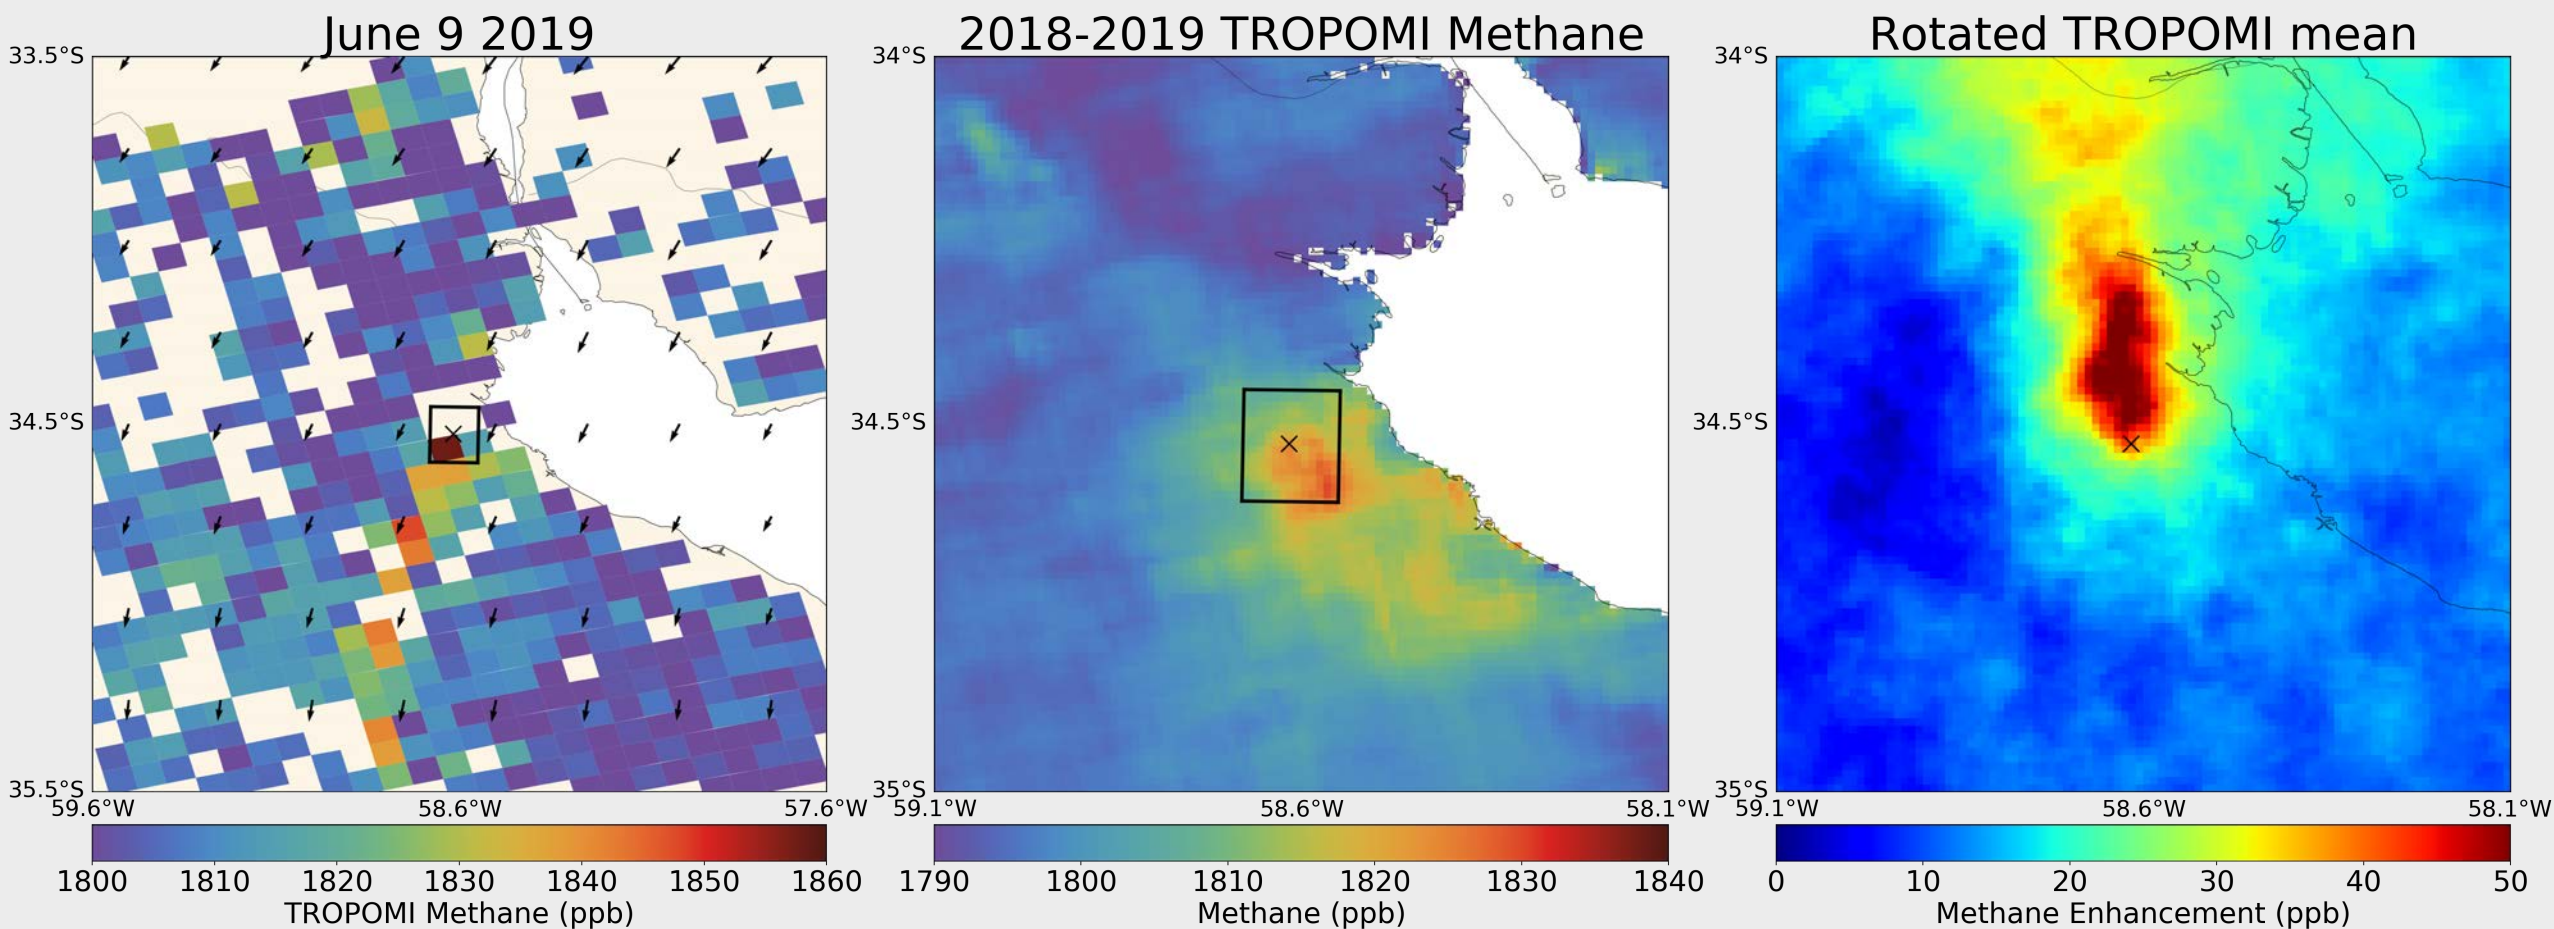 June 9 2019
33.5°S
34.5°S
35.5°S
59.6°W 58.6°W 57.6°W
1800 1810 1820 1830 1840 1850 1860
TROPOMI Methane (ppb)
2018-2019 TROPOMI Methane
34°S
34.5°S
35°S
59.1°W 58.6°W 58.1°W
1790 1800 1810 1820 1830 1840
Methane (ppb)
Rotated TROPOMI mean
34°S
34.5°S
35°S
59.1°W 58.6°W 58.1°W
0 10 20 30 40 50
Methane Enhancement (ppb)